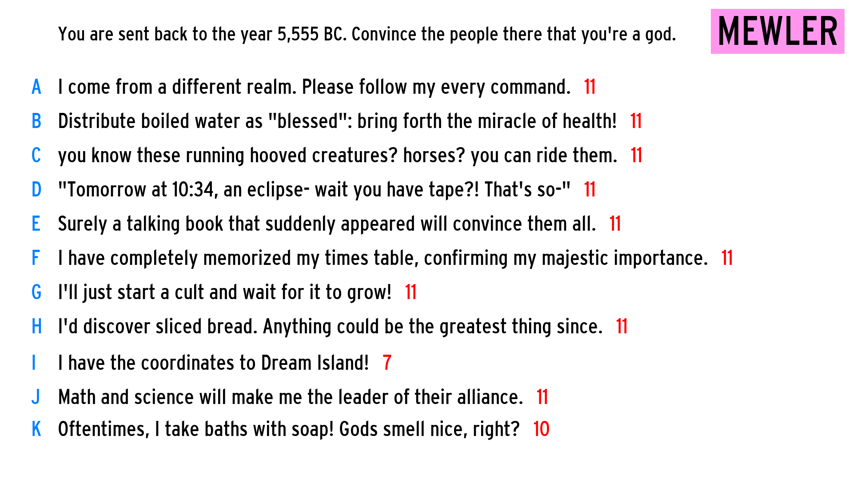 You are sent back to the year 5,555 BC. Convince the people there that you're a god.
MEWLER
A I come from a different realm. Please follow my every command. 11
B Distribute boiled water as "blessed": bring forth the miracle of health! 11
C you know these running hooved creatures? horses? you can ride them. 11
D "Tomorrow at 10:34, an eclipse- wait you have tape?! That's so-" 11
E Surely a talking book that suddenly appeared will convince them all. 11
F I have completely memorized my times table, confirming my majestic importance. 11
G I'll just start a cult and wait for it to grow! 11
H I'd discover sliced bread. Anything could be the greatest thing since. 11
I I have the coordinates to Dream Island! 7
J Math and science will make me the leader of their alliance. 11
K Oftentimes, I take baths with soap! Gods smell nice, right? 10